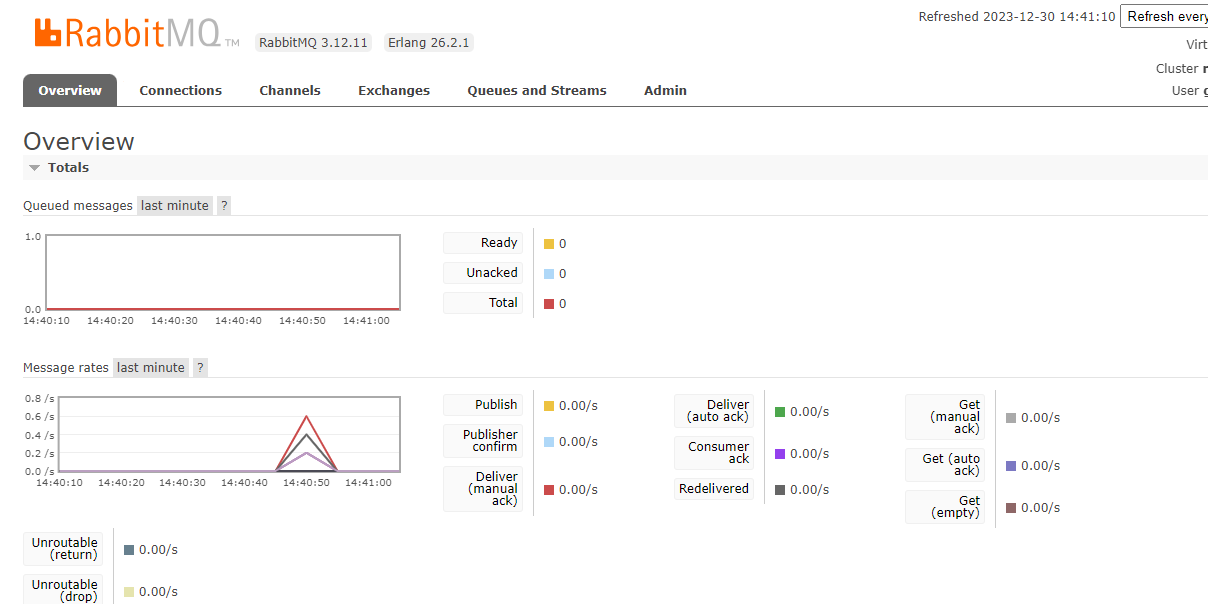 RabbitMQ TM RabbitMQ 3.12.11 Erlang 26.2.1
Refreshed 2023-12-30 14:41:10 Refresh every
Virt
Cluster r
User g
Overview Connections Channels Exchanges Queues and Streams Admin
Overview
Totals
Queued messages last minute ?
1.0
0.0
14:40:10 14:40:20 14:40:30 14:40:40 14:40:50 14:41:00
Ready 0
Unacked 0
Total 0
Message rates last minute ?
0.8 /s
0.6 /s
0.4 /s
0.2 /s
0.0 /s
14:40:10 14:40:20 14:40:30 14:40:40 14:40:50 14:41:00
Publish 0.00/s
Publisher
confirm 0.00/s
Deliver
(manual
ack) 0.00/s
Deliver
(auto ack) 0.00/s
Consumer
ack 0.00/s
Redelivered 0.00/s
Get
(manual
ack) 0.00/s
Get (auto
ack) 0.00/s
Get
(empty) 0.00/s
Unroutable
(return) 0.00/s
Unroutable
(drop) 0.00/s